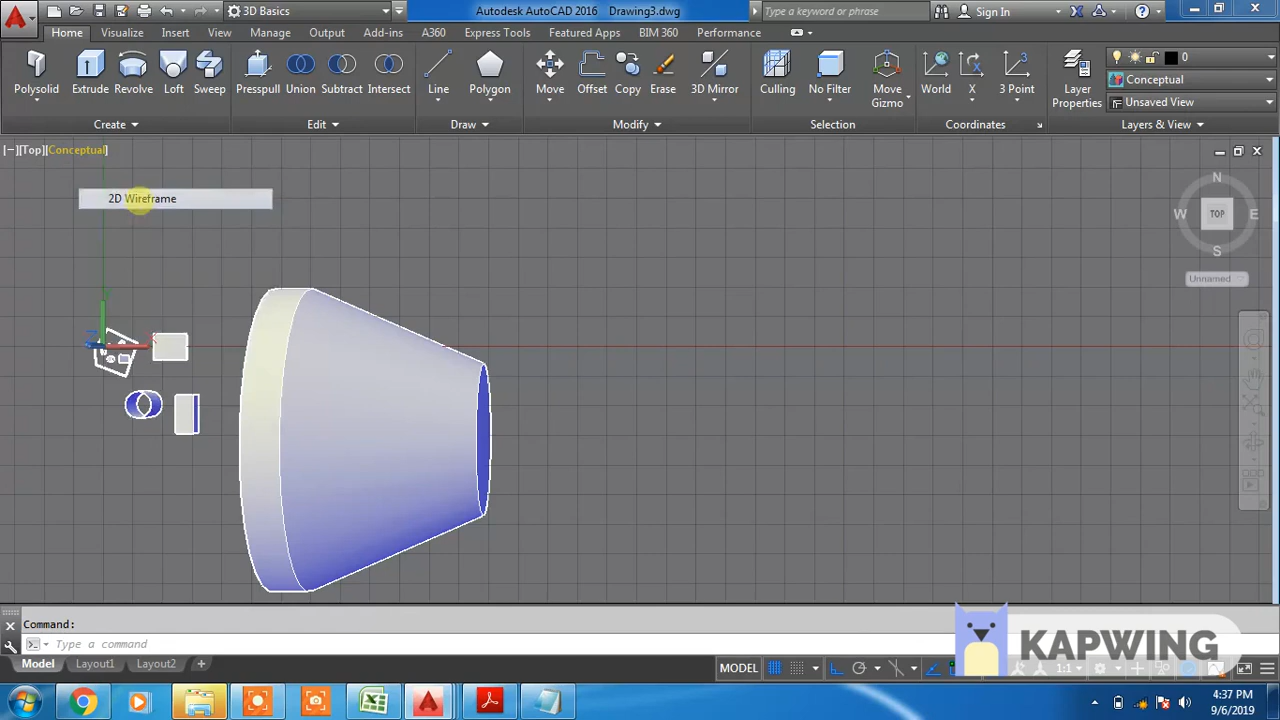 3D Basics
Autodesk AutoCAD 2016 Drawing3.dwg
Type a keyword or phrase
Sign In
Home Visualize Insert View Manage Output Add-ins A360 Express Tools Featured Apps BIM 360 Performance
Polysolid Extrude Revolve Loft Sweep Presspull Union Subtract Intersect Line Polygon Move Offset Copy Erase 3D Mirror Culling No Filter Move Gizmo World X 3 Point Layer Properties
0
Conceptual
Unsaved View
Create Edit Draw Modify Selection Coordinates Layers & View
[−][Top][Conceptual]
2D Wireframe
N
W TOP E
S
Unnamed
Command:
Type a command
KAPWING
Model Layout1 Layout2 +
MODEL
1:1
4:37 PM
9/6/2019